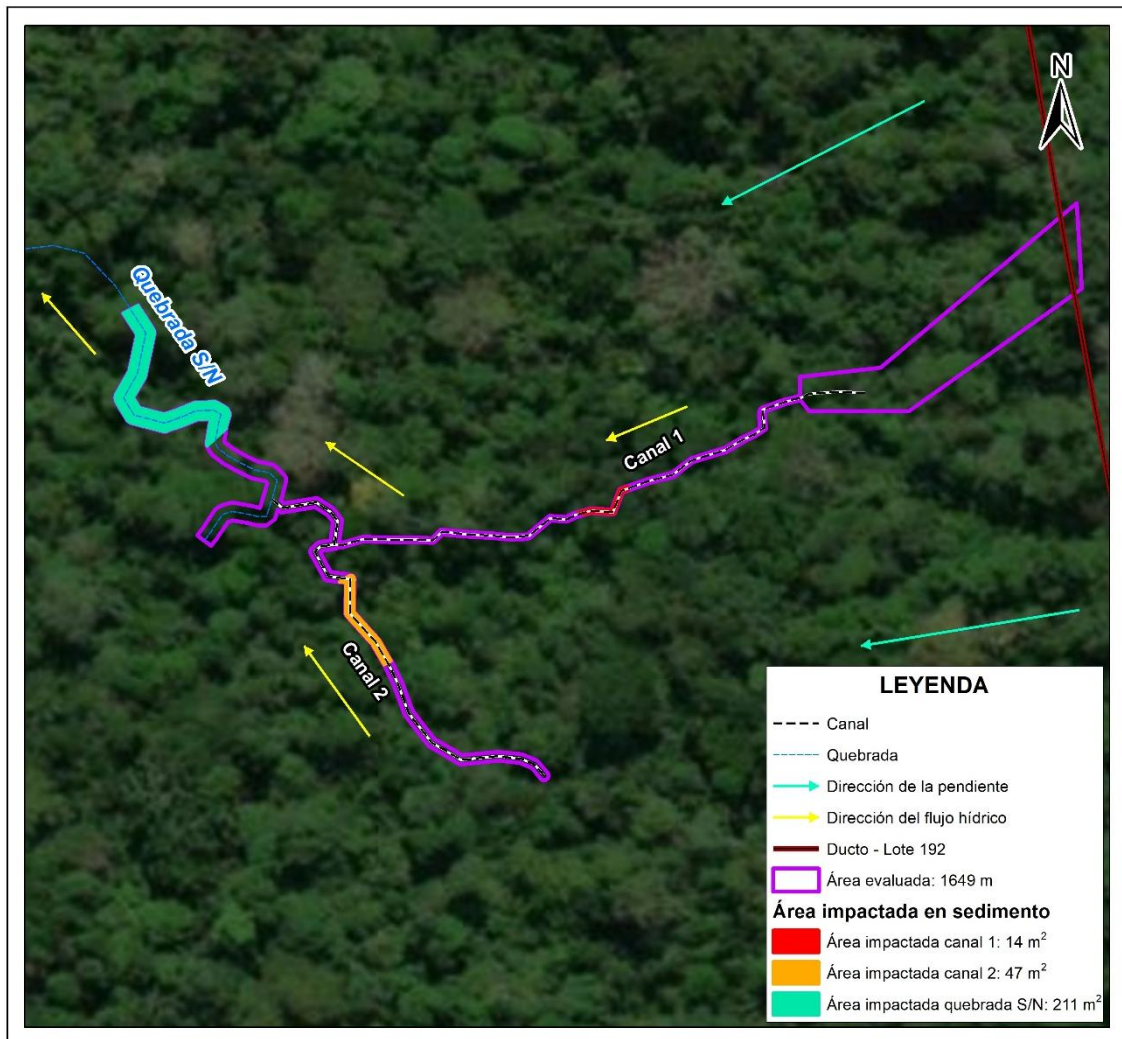 N
Quebrada S/N
Canal 1
Canal 2
LEYENDA
Canal
Quebrada
Dirección de la pendiente
Dirección del flujo hídrico
Ducto - Lote 192
Área evaluada: 1649 m
Área impactada en sedimento
Área impactada canal 1: 14 m²
Área impactada canal 2: 47 m²
Área impactada quebrada S/N: 211 m²